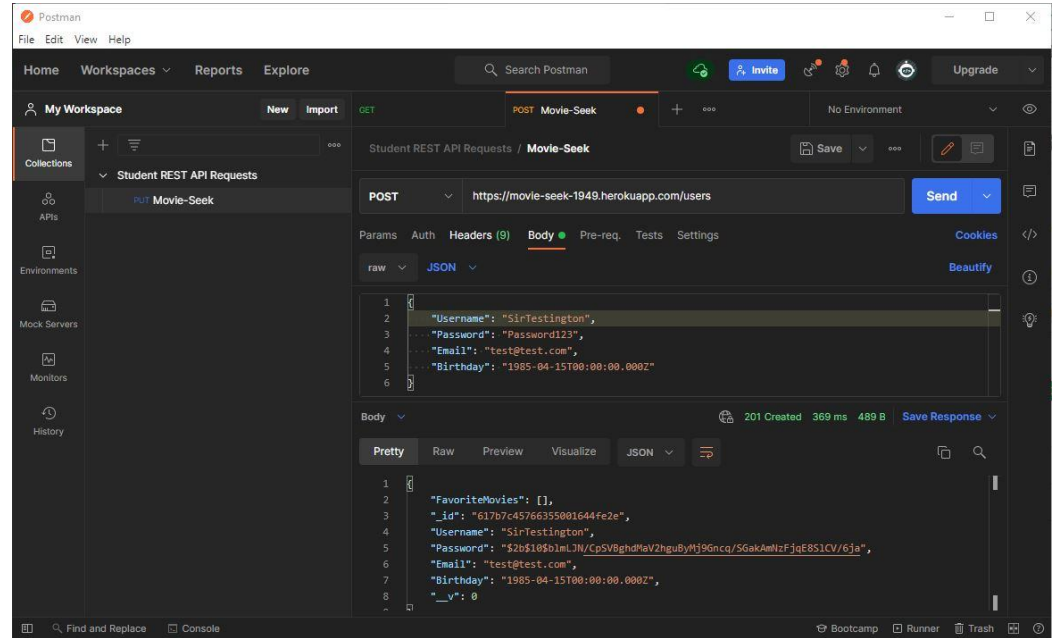 Postman
File Edit View Help
Home Workspaces Reports Explore Search Postman Invite Upgrade
My Workspace New Import GET POST Movie-Seek No Environment
Collections
APIs
Environments
Mock Servers
Monitors
History
Student REST API Requests
PUT Movie-Seek
Student REST API Requests / Movie-Seek Save
POST https://movie-seek-1949.herokuapp.com/users Send
Params Auth Headers (9) Body Pre-req. Tests Settings Cookies
raw JSON Beautify
1 {
2 "Username": "SirTestington",
3 "Password": "Password123",
4 "Email": "test@test.com",
5 "Birthday": "1985-04-15T00:00:00.000Z"
6 }
Body 201 Created 369 ms 489 B Save Response
Pretty Raw Preview Visualize JSON
1 {
2 "FavoriteMovies": [],
3 "_id": "617b7c45766355001644fe2e",
4 "Username": "SirTestington",
5 "Password": "$2b$10$blmLJN/CpSVBghdMaV2hguByMj9Gncq/SGakAmNzFjqE8SlCV/6ja",
6 "Email": "test@test.com",
7 "Birthday": "1985-04-15T00:00:00.000Z",
8 "__v": 0
Find and Replace Console Bootcamp Runner Trash